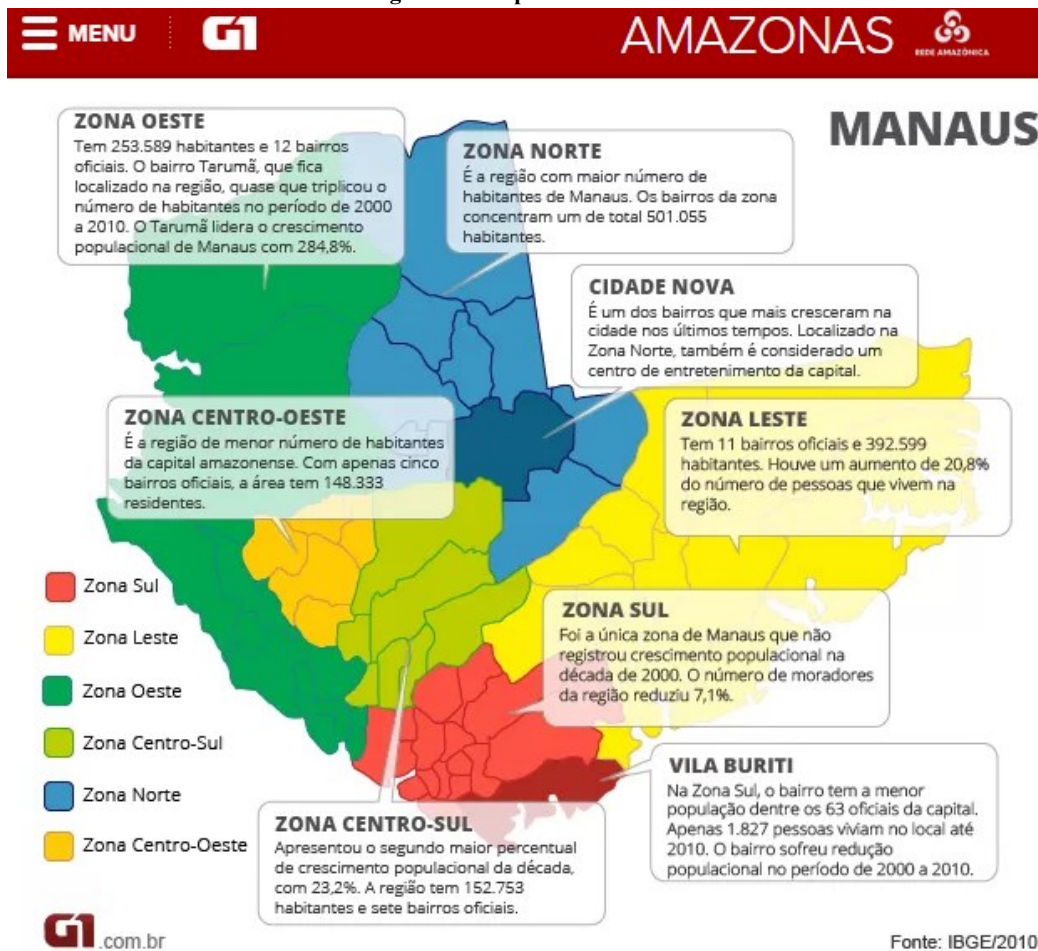 MENU G1 AMAZONAS REDE AMAZÔNICA
MANAUS
ZONA OESTE
Tem 253.589 habitantes e 12 bairros
oficiais. O bairro Tarumã, que fica
localizado na região, quase que triplicou o
número de habitantes no período de 2000
a 2010. O Tarumã lidera o crescimento
populacional de Manaus com 284,8%.
ZONA NORTE
É a região com maior número de
habitantes de Manaus. Os bairros da zona
concentram um de total 501.055
habitantes.
CIDADE NOVA
É um dos bairros que mais cresceram na
cidade nos últimos tempos. Localizado na
Zona Norte, também é considerado um
centro de entretenimento da capital.
ZONA CENTRO-OESTE
É a região de menor número de habitantes
da capital amazonense. Com apenas cinco
bairros oficiais, a área tem 148.333
residentes.
ZONA LESTE
Tem 11 bairros oficiais e 392.599
habitantes. Houve um aumento de 20,8%
do número de pessoas que vivem na
região.
Zona Sul
Zona Leste
Zona Oeste
Zona Centro-Sul
Zona Norte
Zona Centro-Oeste
ZONA SUL
Foi a única zona de Manaus que não
registrou crescimento populacional na
década de 2000. O número de moradores
da região reduziu 7,1%.
VILA BURITI
Na Zona Sul, o bairro tem a menor
população dentre os 63 oficiais da capital.
Apenas 1.827 pessoas viviam no local até
2010. O bairro sofreu redução
populacional no período de 2000 a 2010.
ZONA CENTRO-SUL
Apresentou o segundo maior percentual
de crescimento populacional da década,
com 23,2%. A região tem 152.753
habitantes e sete bairros oficiais.
G1.com.br
Fonte: IBGE/2010